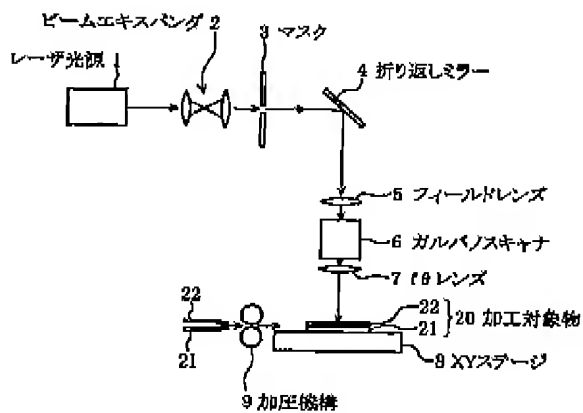 ビームエキスパンダ 2
レーザ光源 1
3 マスク
4 折り返しミラー
5 フィールドレンズ
6 ガルバノスキャナ
7 fθレンズ
22
21
22
21
20 加工対象物
8 XYステージ
9 加圧機構